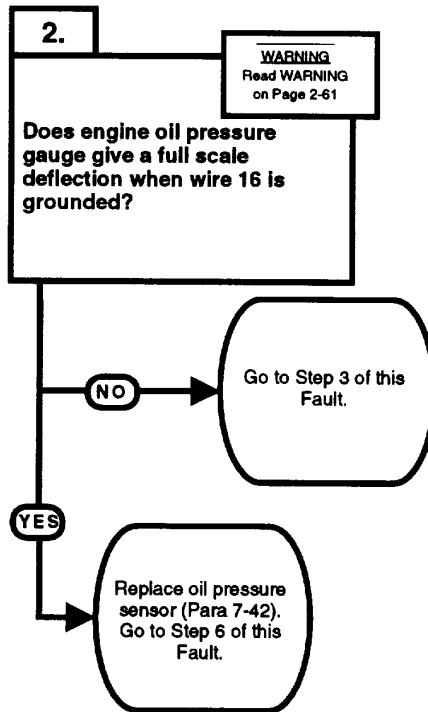 2.
WARNING
Read WARNING
on Page 2-61
Does engine oil pressure
gauge give a full scale
deflection when wire 16 is
grounded?
NO
Go to Step 3 of this
Fault.
YES
Replace oil pressure
sensor (Para 7-42).
Go to Step 6 of this
Fault.